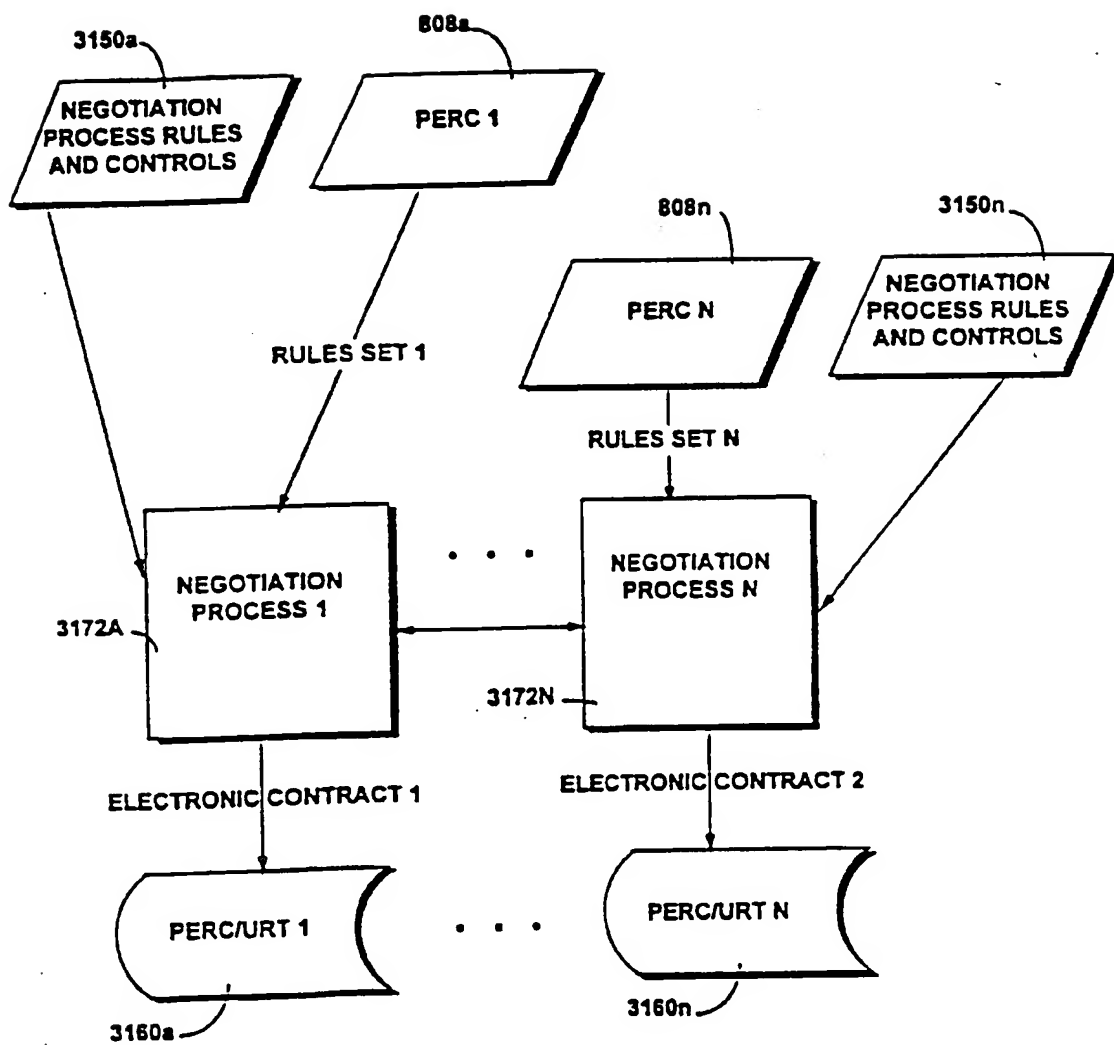 3150a
808a
NEGOTIATION
PROCESS RULES
AND CONTROLS
PERC 1
808n
3150n
PERC N
NEGOTIATION
PROCESS RULES
AND CONTROLS
RULES SET 1
RULES SET N
NEGOTIATION
PROCESS 1
. . .
NEGOTIATION
PROCESS N
3172A
3172N
ELECTRONIC CONTRACT 1
ELECTRONIC CONTRACT 2
PERC/URT 1
. . .
PERC/URT N
3160a
3160n